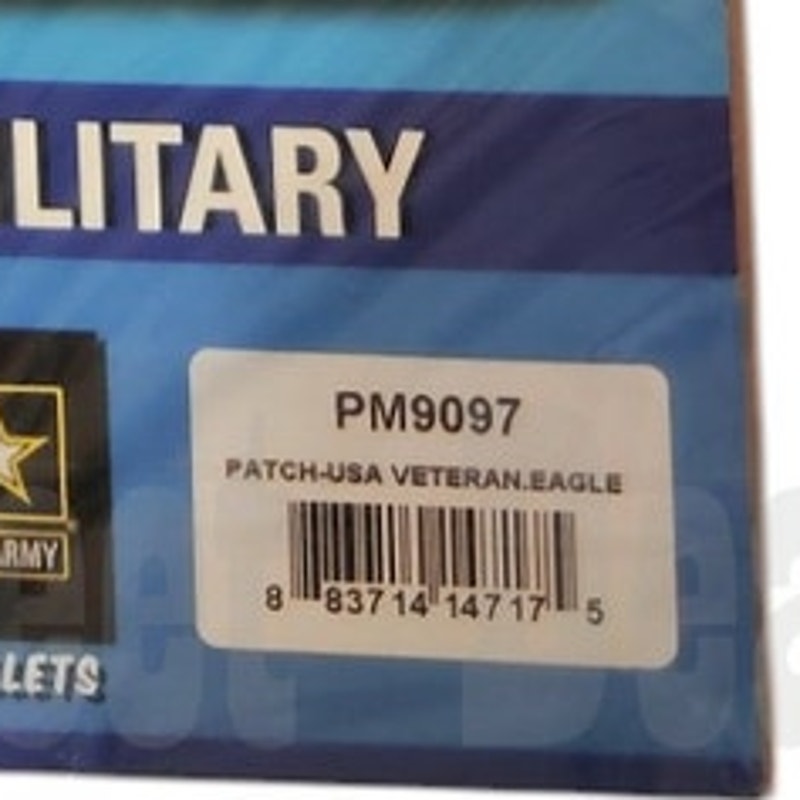 LITARY
PM9097
PATCH-USA VETERAN.EAGLE
8 83714 14717 5
ARMY
LETS